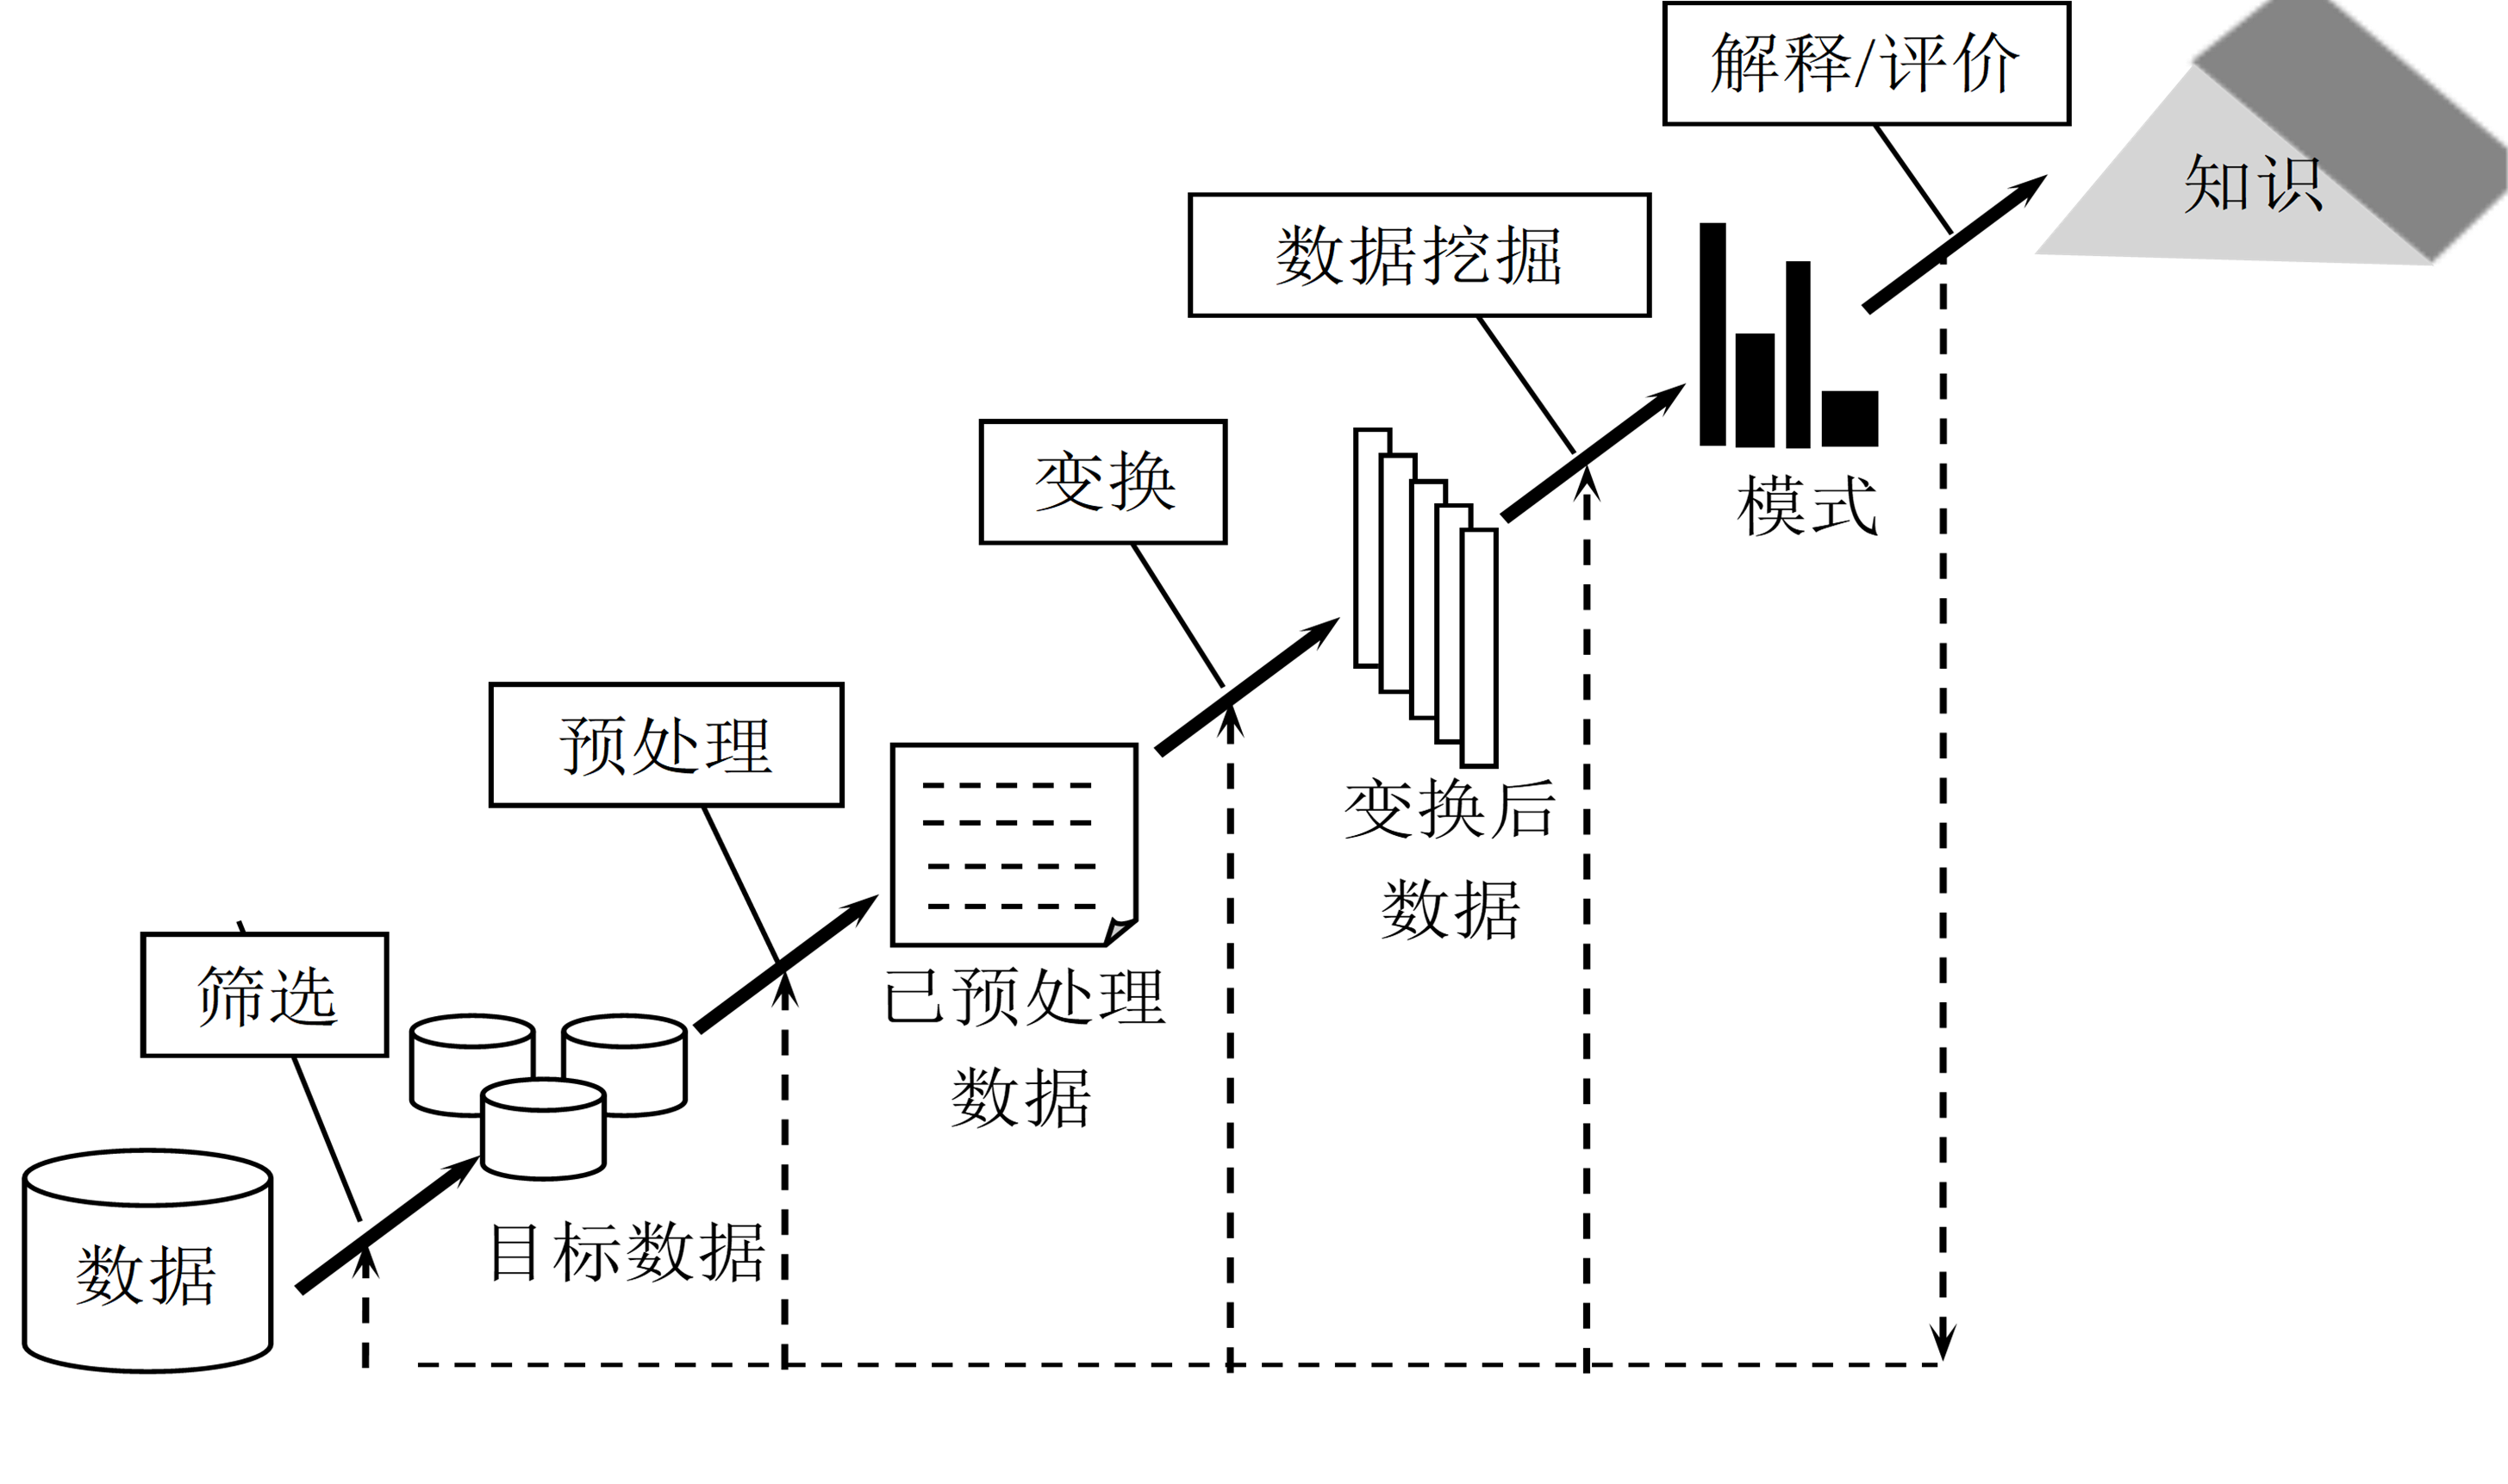 解释/评价
知识
数据挖掘
模式
变换
变换后
数据
预处理
已预处理
数据
筛选
目标数据
数据